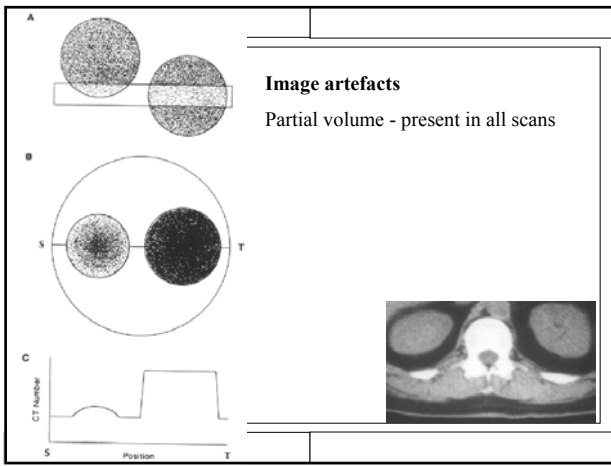 A
Image artefacts
Partial volume - present in all scans
B
S
T
C
CT Number
S
Position
T